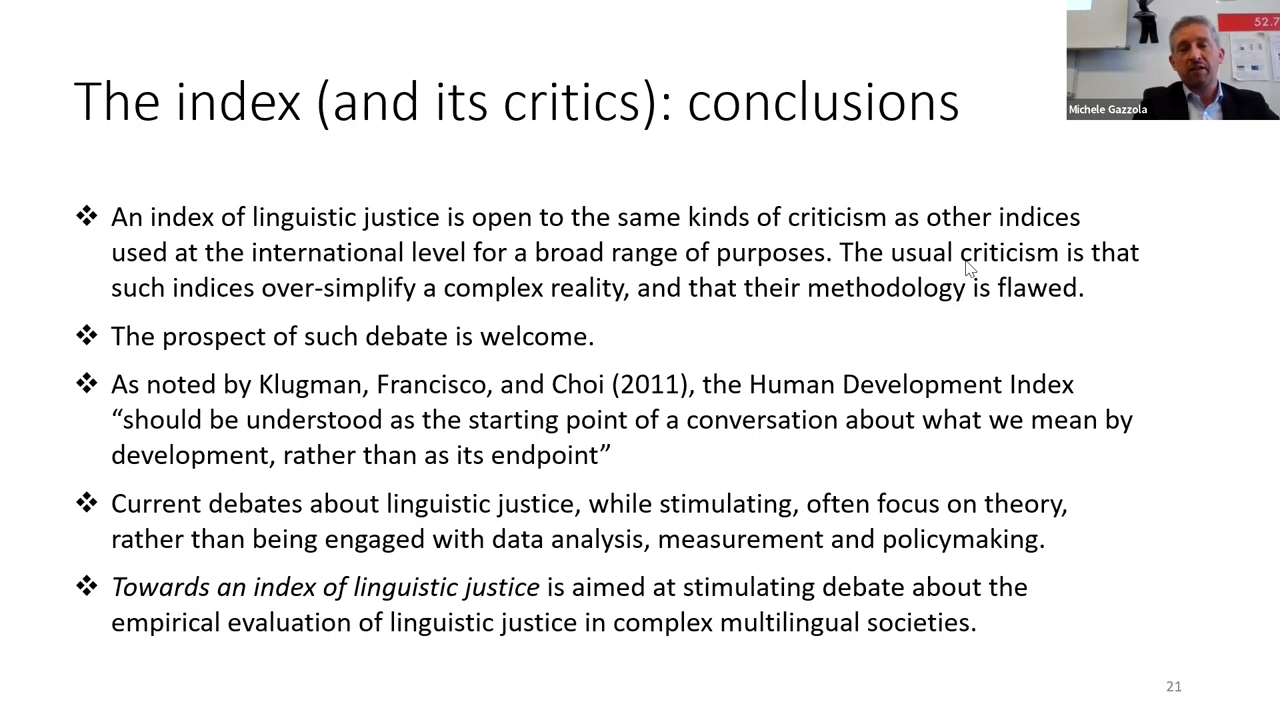 The index (and its critics): conclusions
52.7
Michele Gazzola
❖ An index of linguistic justice is open to the same kinds of criticism as other indices
used at the international level for a broad range of purposes. The usual criticism is that
such indices over-simplify a complex reality, and that their methodology is flawed.
❖ The prospect of such debate is welcome.
❖ As noted by Klugman, Francisco, and Choi (2011), the Human Development Index
“should be understood as the starting point of a conversation about what we mean by
development, rather than as its endpoint”
❖ Current debates about linguistic justice, while stimulating, often focus on theory,
rather than being engaged with data analysis, measurement and policymaking.
❖ Towards an index of linguistic justice is aimed at stimulating debate about the
empirical evaluation of linguistic justice in complex multilingual societies.
21